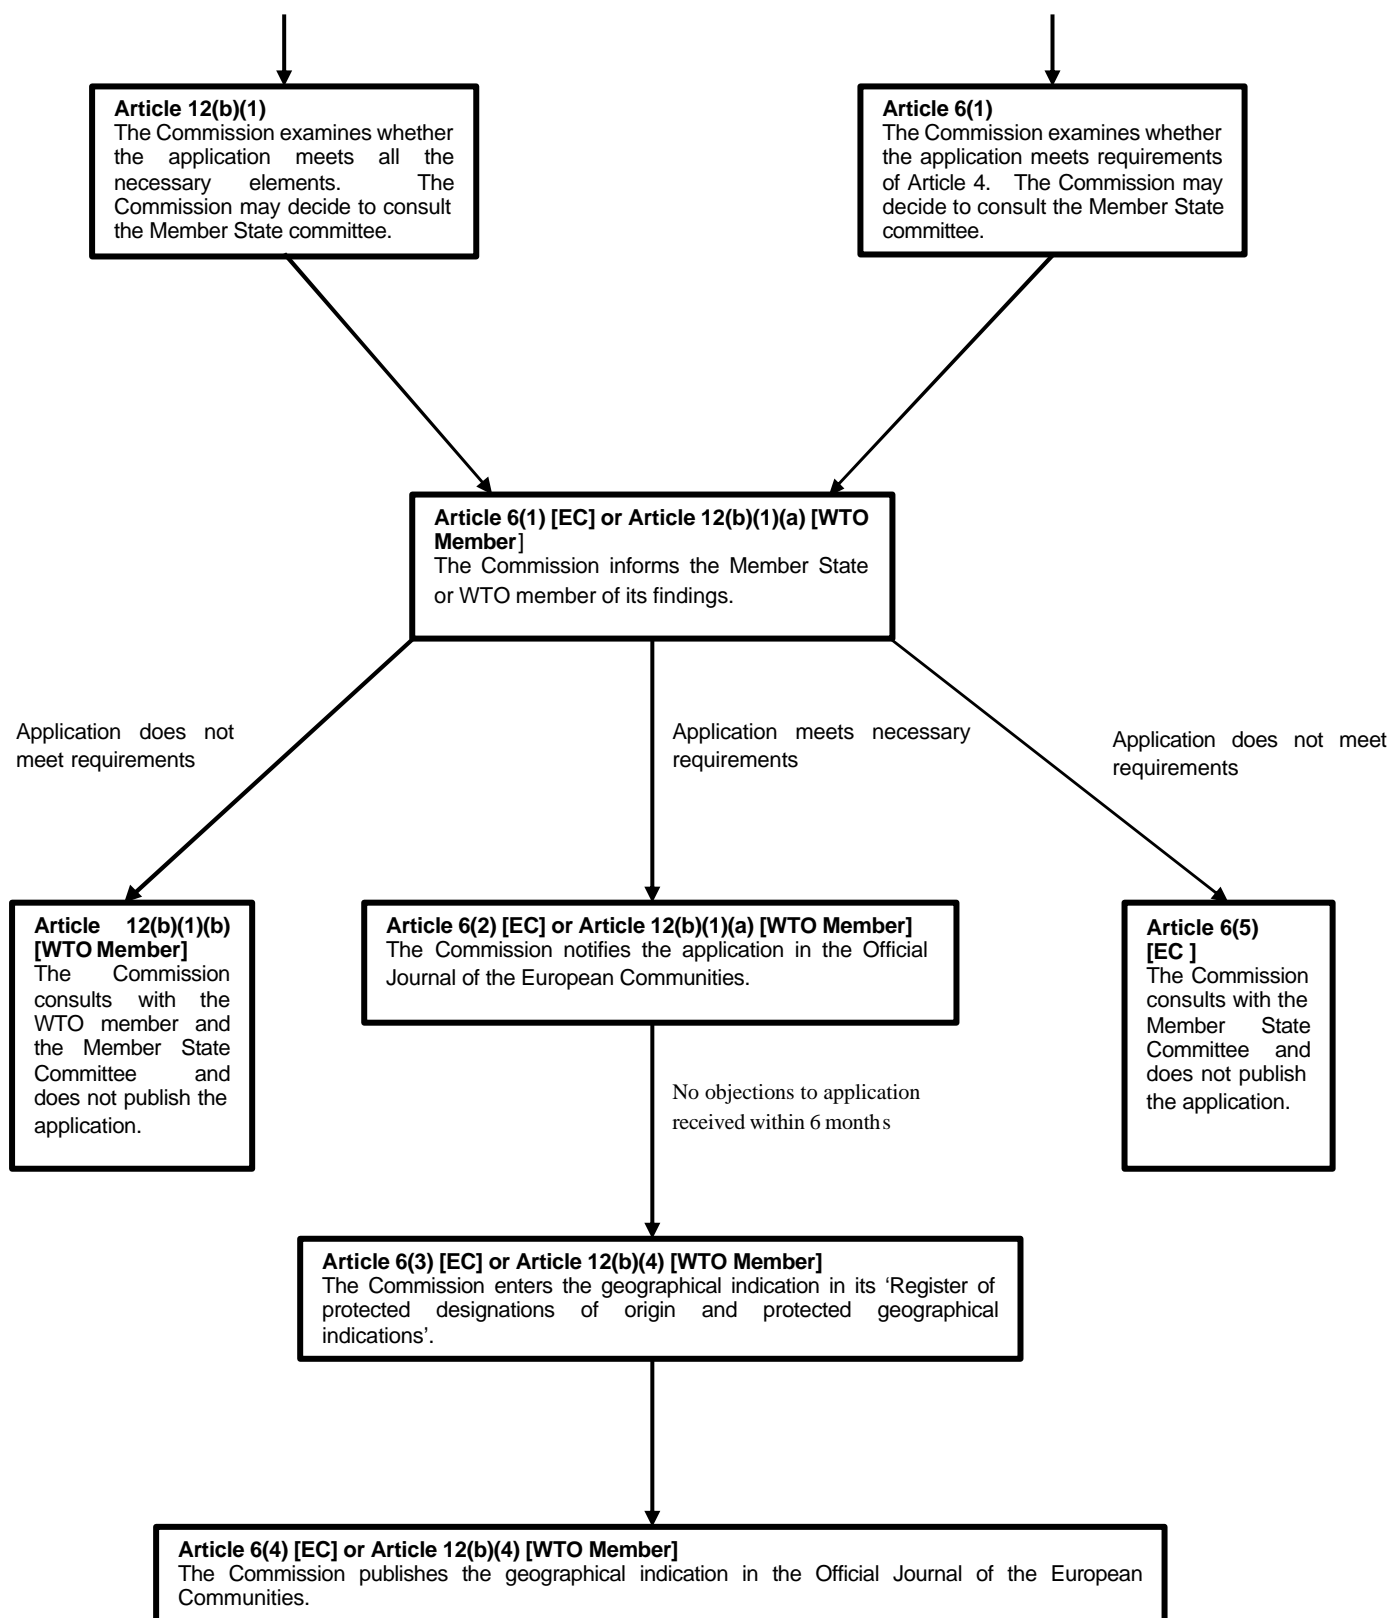 Article 12(b)(1)
The Commission examines whether
the application meets all the
necessary elements. The
Commission may decide to consult
the Member State committee.
Article 6(1)
The Commission examines whether
the application meets requirements
of Article 4. The Commission may
decide to consult the Member State
committee.
Article 6(1) [EC] or Article 12(b)(1)(a) [WTO
Member]
The Commission informs the Member State
or WTO member of its findings.
Application does not
meet requirements
Application meets necessary
requirements
Application does not meet
requirements
Article 12(b)(1)(b)
[WTO Member]
The Commission
consults with the
WTO member and
the Member State
Committee and
does not publish the
application.
Article 6(2) [EC] or Article 12(b)(1)(a) [WTO Member]
The Commission notifies the application in the Official
Journal of the European Communities.
Article 6(5)
[EC ]
The Commission
consults with the
Member State
Committee and
does not publish
the application.
No objections to application
received within 6 months
Article 6(3) [EC] or Article 12(b)(4) [WTO Member]
The Commission enters the geographical indication in its ‘Register of
protected designations of origin and protected geographical
indications’.
Article 6(4) [EC] or Article 12(b)(4) [WTO Member]
The Commission publishes the geographical indication in the Official Journal of the European
Communities.